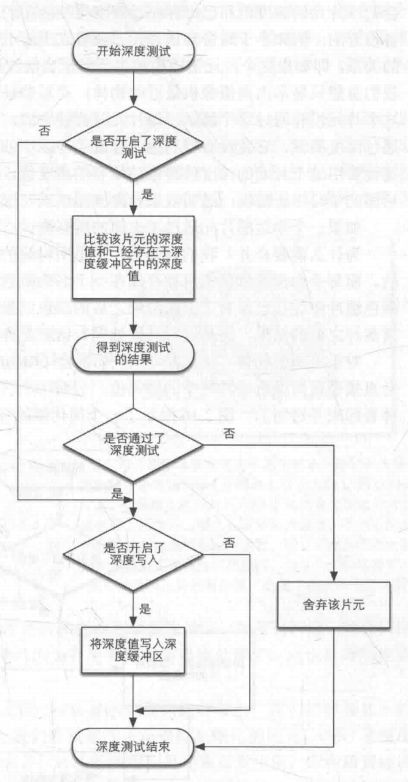 开始深度测试
否
是否开启了深度
测试
是
比较该片元的深度
值和已经存在于深
度缓冲区中的深度
值
得到深度测试
的结果
是否通过了
深度测试
否
是
是否开启了
深度写入
否
舍弃该片元
是
将深度值写入深
度缓冲区
深度测试结束